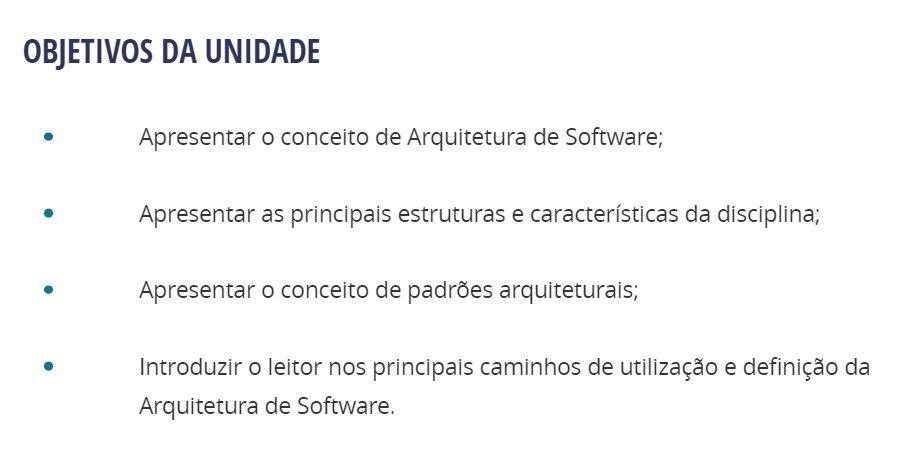 OBJETIVOS DA UNIDADE
• Apresentar o conceito de Arquitetura de Software;
• Apresentar as principais estruturas e características da disciplina;
• Apresentar o conceito de padrões arquiteturais;
• Introduzir o leitor nos principais caminhos de utilização e definição da
Arquitetura de Software.